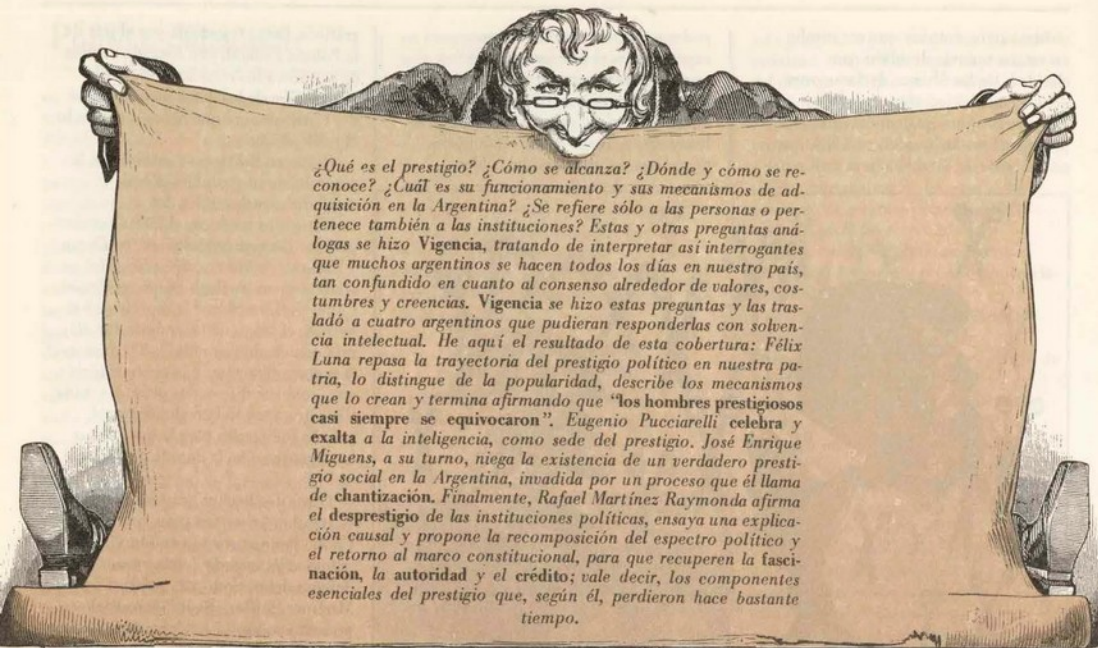 ¿Qué es el prestigio? ¿Cómo se alcanza? ¿Dónde y cómo se re-
conoce? ¿Cuál es su funcionamiento y sus mecanismos de ad-
quisición en la Argentina? ¿Se refiere sólo a las personas o per-
tenece también a las instituciones? Estas y otras preguntas aná-
logas se hizo Vigencia, tratando de interpretar así interrogantes
que muchos argentinos se hacen todos los días en nuestro país,
tan confundido en cuanto al consenso alrededor de valores, cos-
tumbres y creencias. Vigencia se hizo estas preguntas y las tras-
ladó a cuatro argentinos que pudieran responderlas con solven-
cia intelectual. He aquí el resultado de esta cobertura: Félix
Luna repasa la trayectoria del prestigio político en nuestra pa-
tria, lo distingue de la popularidad, describe los mecanismos
que lo crean y termina afirmando que “los hombres prestigiosos
casi siempre se equivocaron”. Eugenio Pucciarelli celebra y
exalta a la inteligencia, como sede del prestigio. José Enrique
Miguens, a su turno, niega la existencia de un verdadero presti-
gio social en la Argentina, invadida por un proceso que él llama
de chantización. Finalmente, Rafael Martínez Raymonda afirma
el desprestigio de las instituciones políticas, ensaya una explica-
ción causal y propone la recomposición del espectro político y
el retorno al marco constitucional, para que recuperen la fasci-
nación, la autoridad y el crédito; vale decir, los componentes
esenciales del prestigio que, según él, perdieron hace bastante
tiempo.